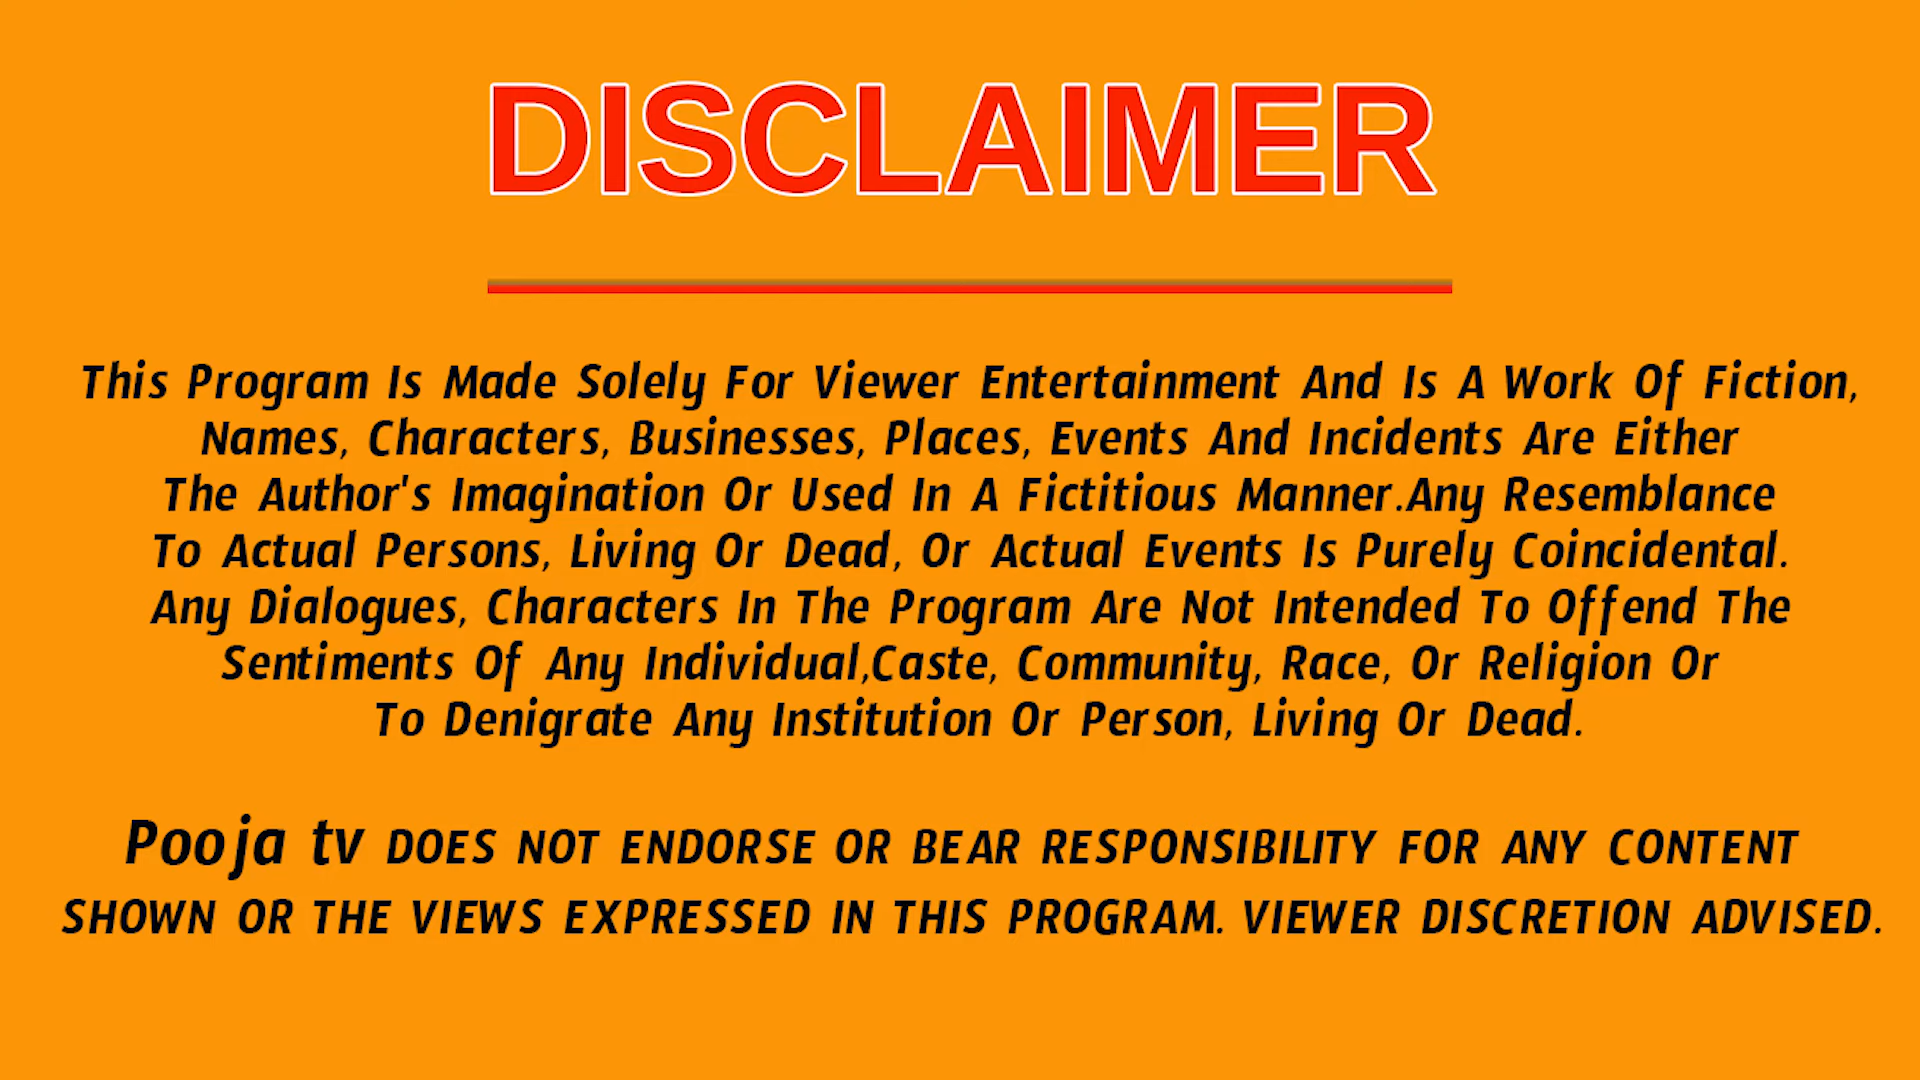 DISCLAIMER
This Program Is Made Solely For Viewer Entertainment And Is A Work Of Fiction,
Names, Characters, Businesses, Places, Events And Incidents Are Either
The Author's Imagination Or Used In A Fictitious Manner.Any Resemblance
To Actual Persons, Living Or Dead, Or Actual Events Is Purely Coincidental.
Any Dialogues, Characters In The Program Are Not Intended To Offend The
Sentiments Of Any Individual,Caste, Community, Race, Or Religion Or
To Denigrate Any Institution Or Person, Living Or Dead.
Pooja tv DOES NOT ENDORSE OR BEAR RESPONSIBILITY FOR ANY CONTENT
SHOWN OR THE VIEWS EXPRESSED IN THIS PROGRAM. VIEWER DISCRETION ADVISED.